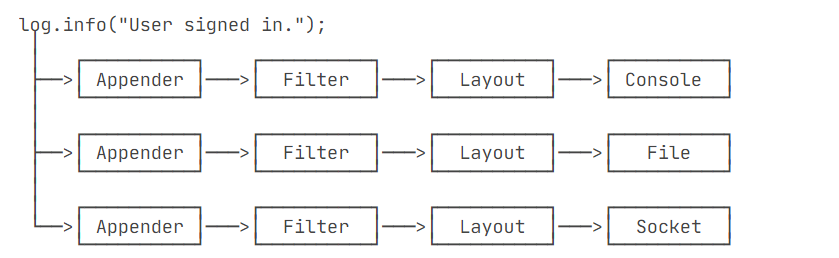 log.info("User signed in.");
Appender Filter Layout Console
Appender Filter Layout File
Appender Filter Layout Socket